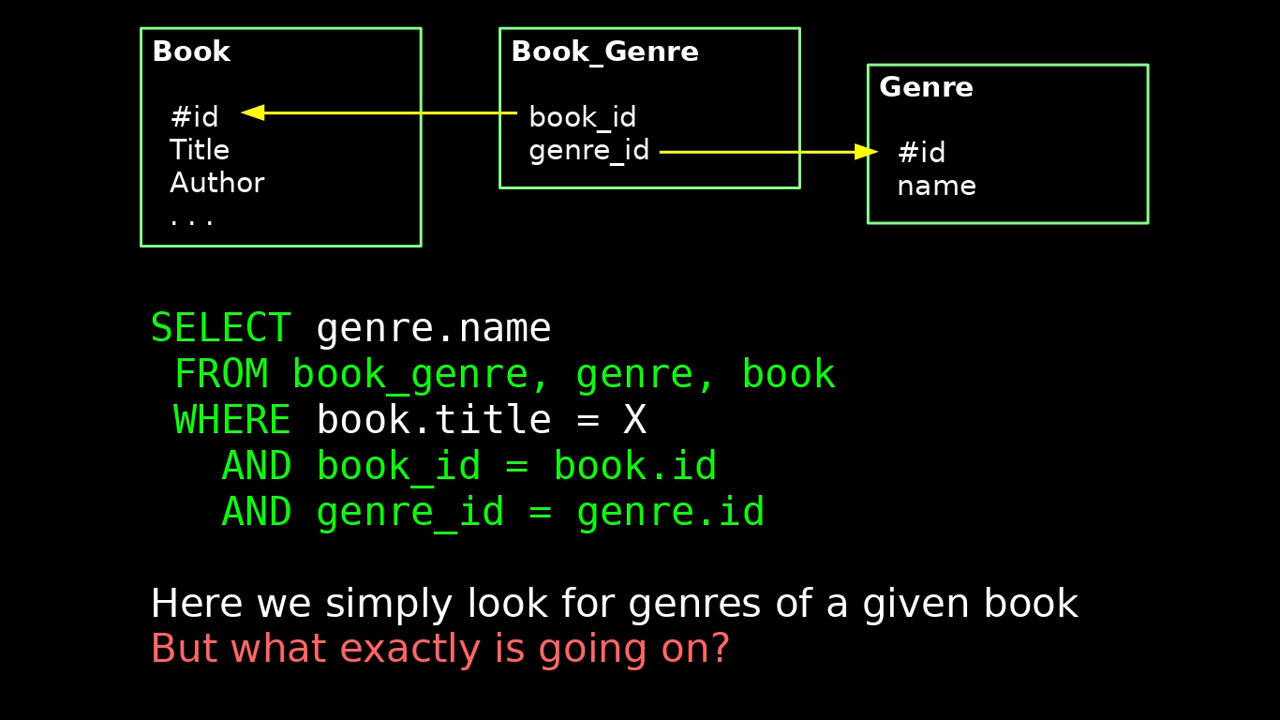 Book
#id
Title
Author
. . .
Book_Genre
book_id
genre_id
Genre
#id
name
SELECT genre.name
FROM book_genre, genre, book
WHERE book.title = X
AND book_id = book.id
AND genre_id = genre.id
Here we simply look for genres of a given book
But what exactly is going on?